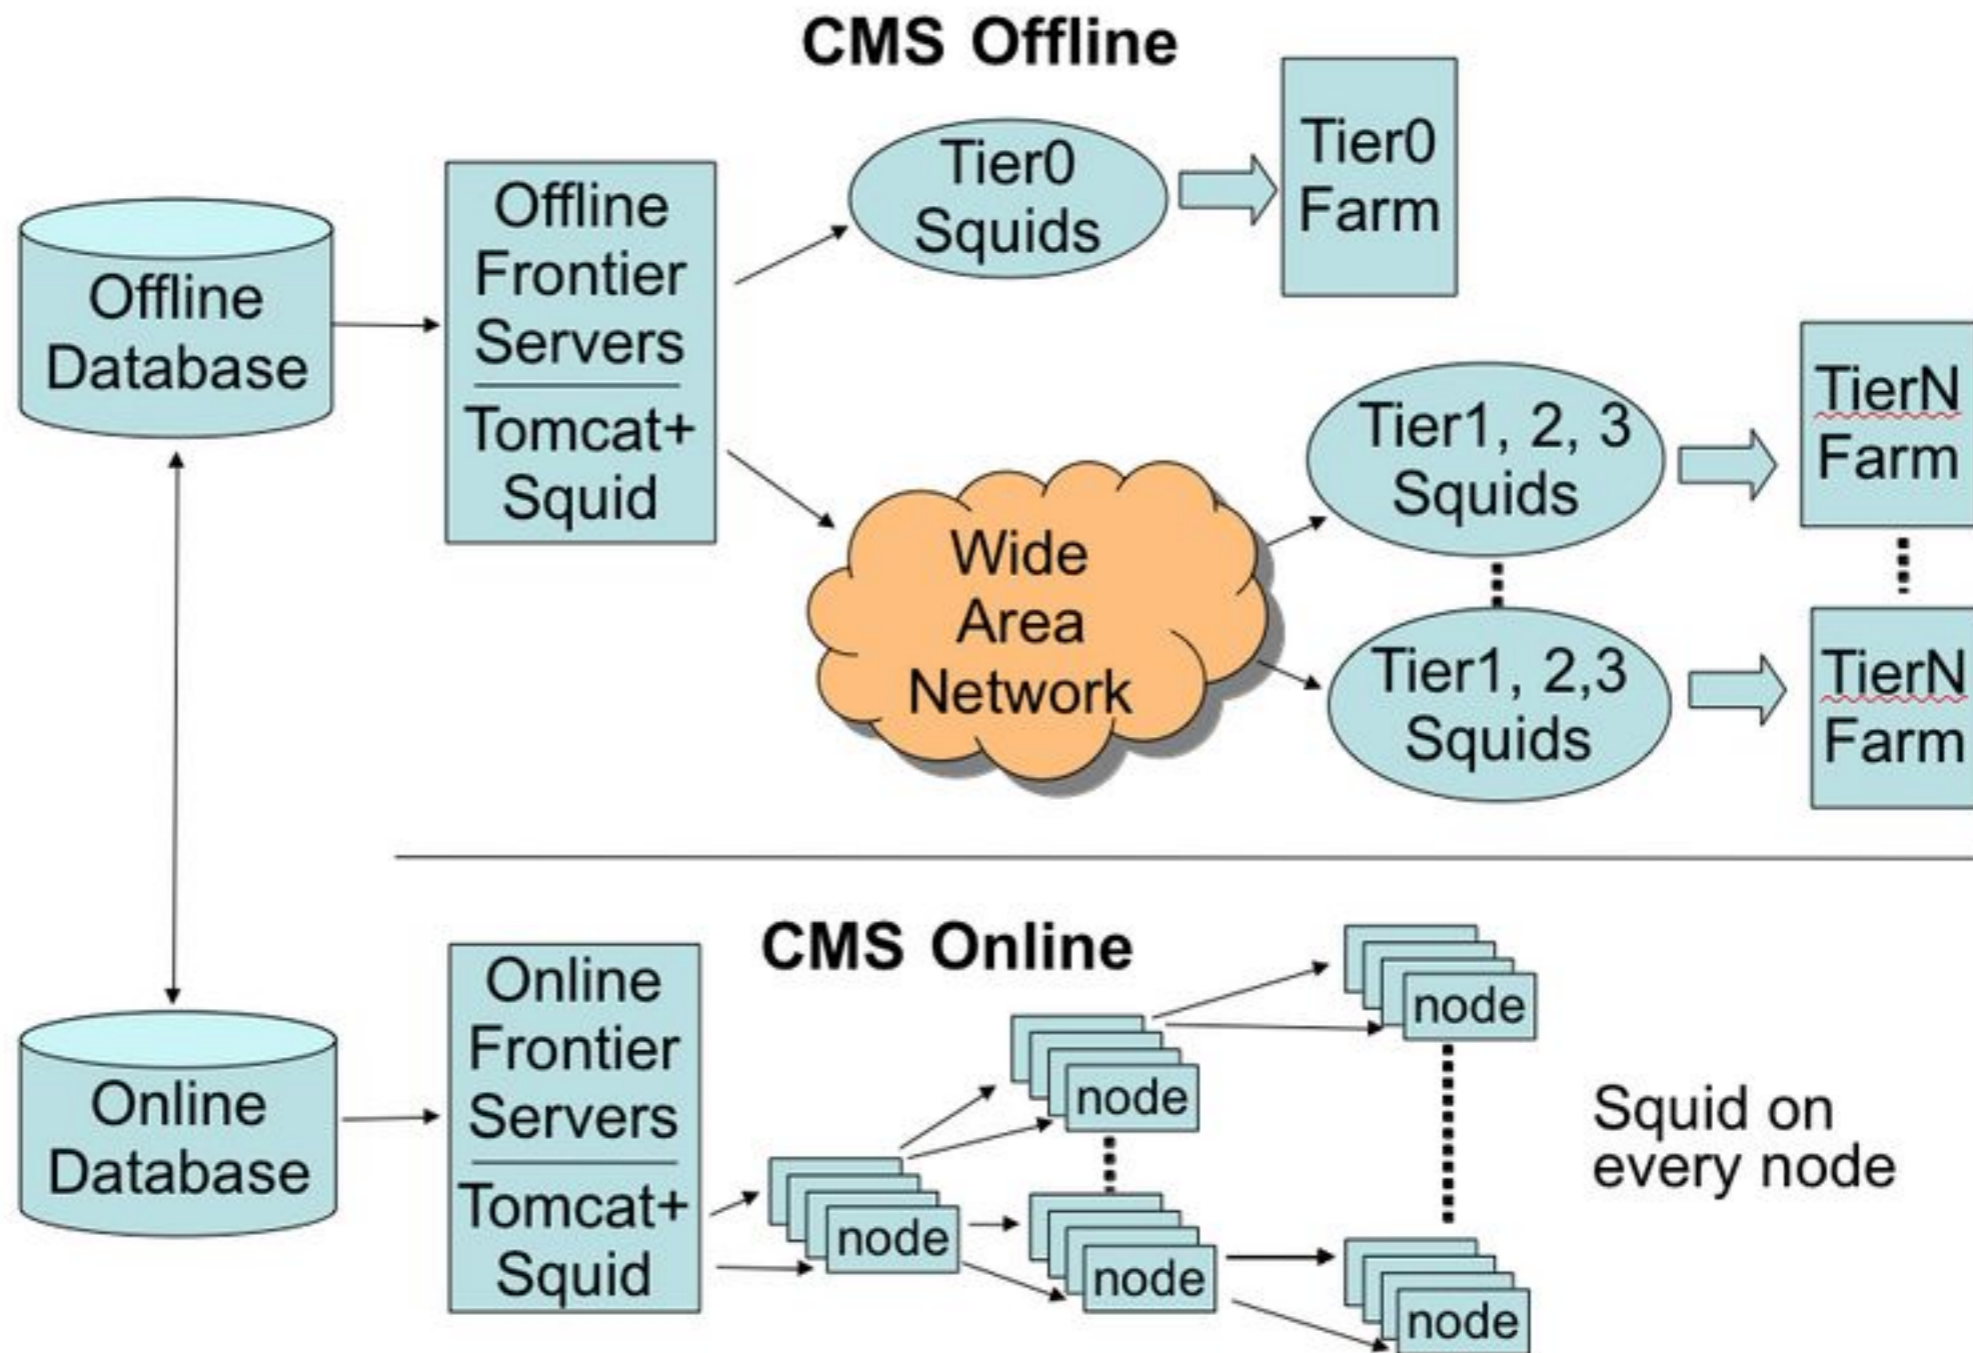 CMS Offline
Offline
Database
Offline
Frontier
Servers
Tomcat+
Squid
Tier0
Squids
Tier0
Farm
Wide
Area
Network
Tier1, 2, 3
Squids
TierN
Farm
Tier1, 2,3
Squids
TierN
Farm
CMS Online
Online
Database
Online
Frontier
Servers
Tomcat+
Squid
node
node
node
node
node
Squid on
every node